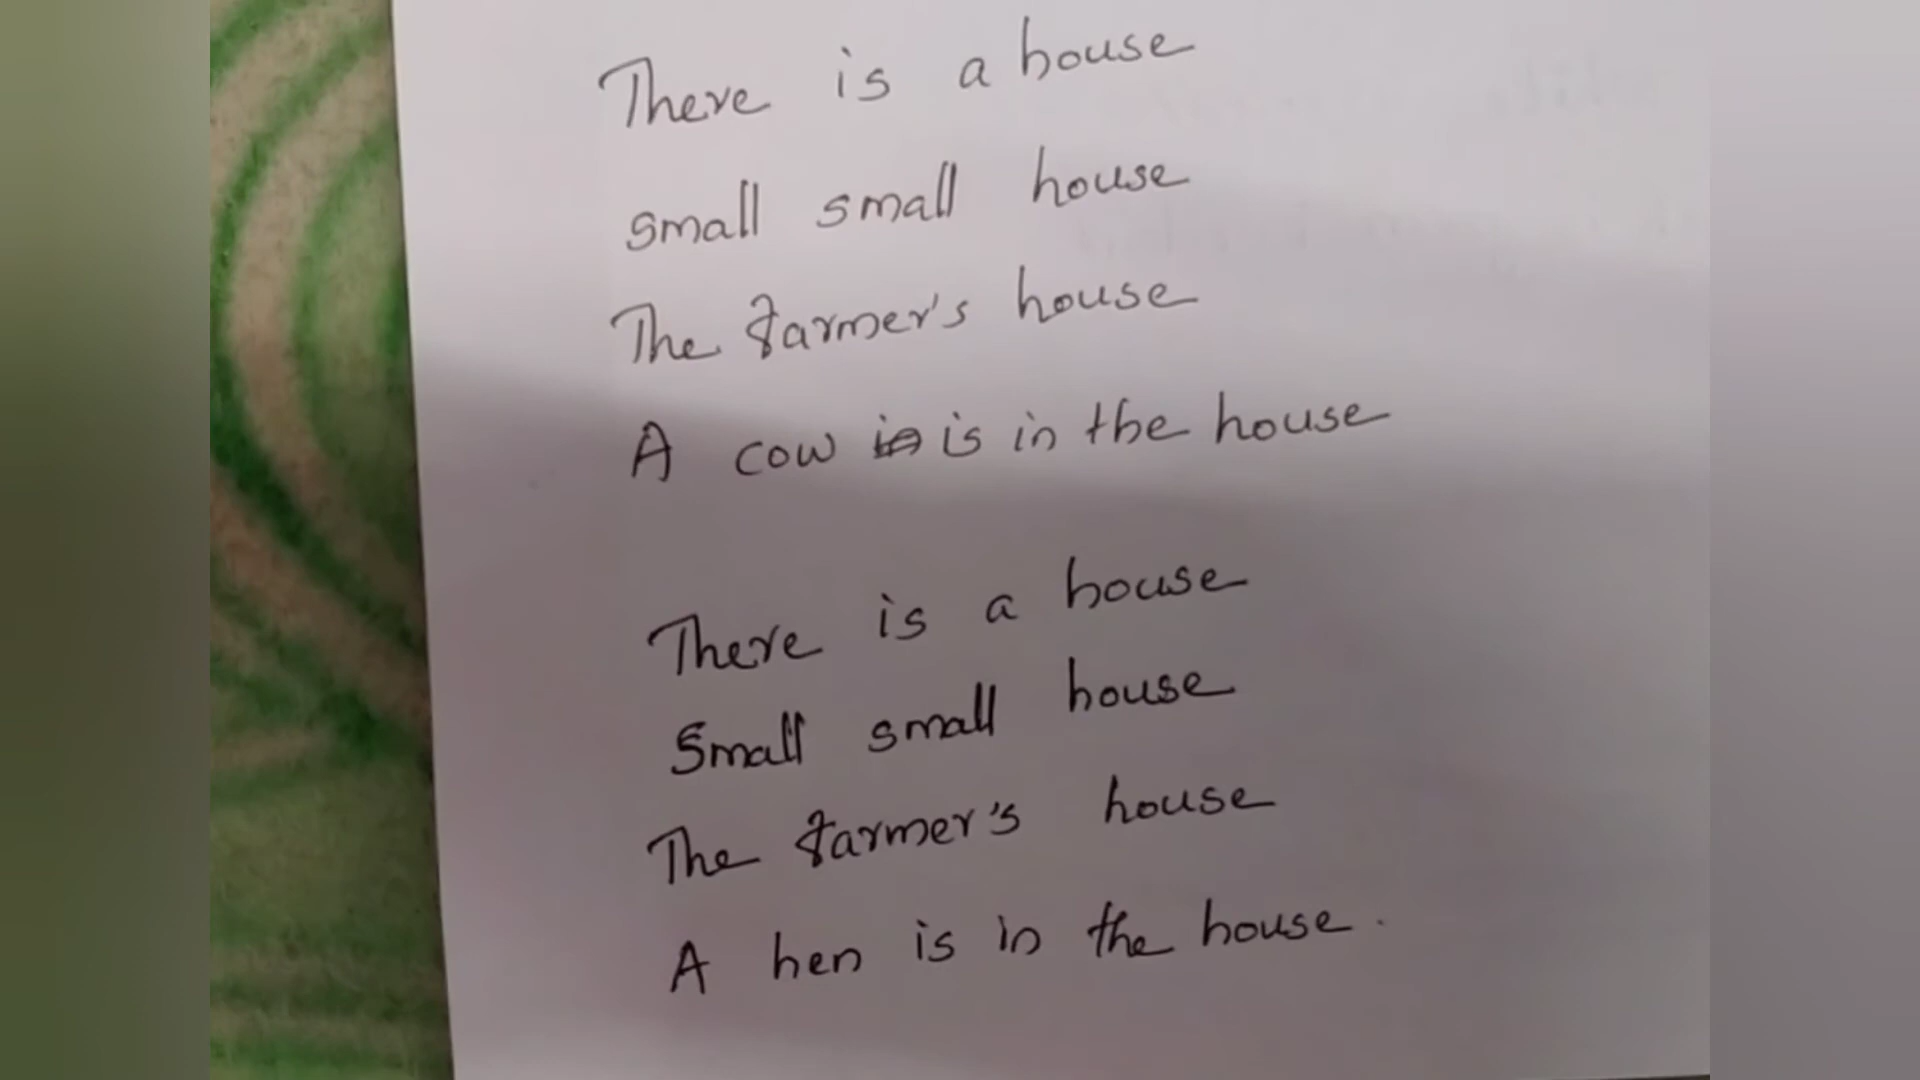 There is a house
small small house
The farmer's house
A cow is in the house
There is a house
Small small house
The farmer's house
A hen is in the house.